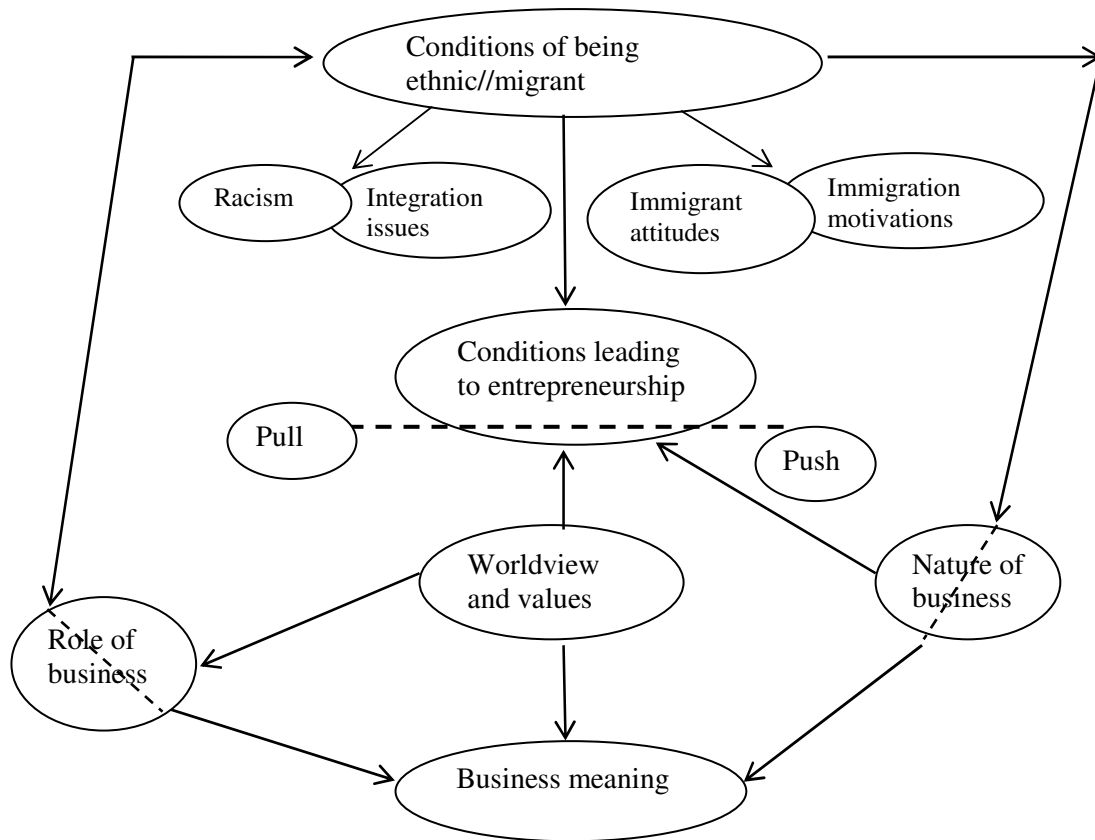 Conditions of being
ethnic//migrant
Racism
Integration
issues
Immigrant
attitudes
Immigration
motivations
Conditions leading
to entrepreneurship
Pull
Push
Worldview
and values
Nature of
business
Role of
business
Business meaning